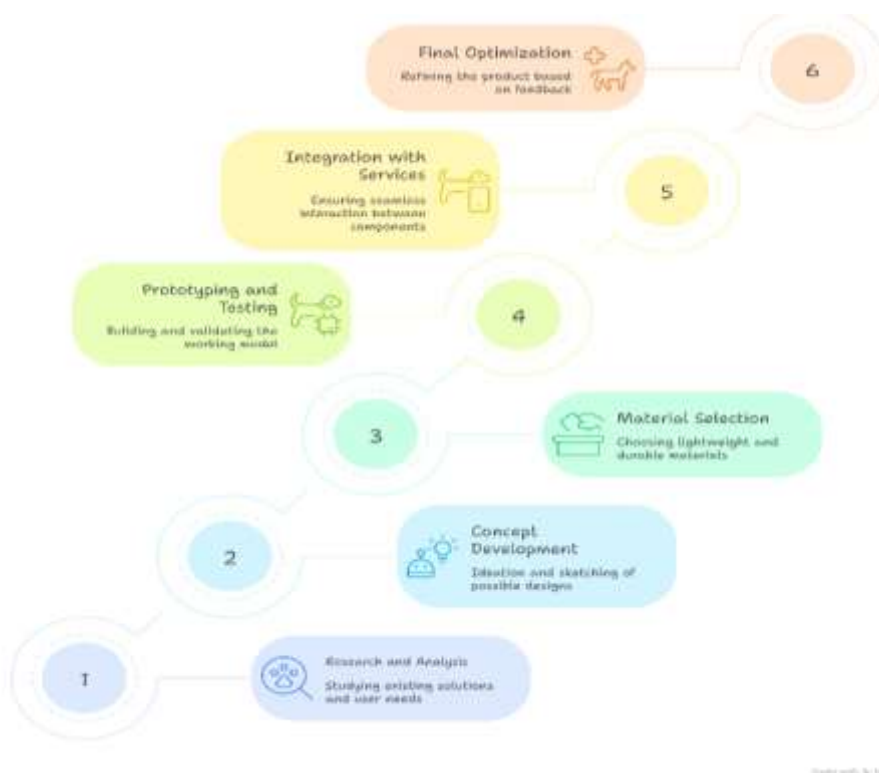 Final Optimization
Refining the product based
on feedback
6
Integration with
Services
Ensuring seamless
interaction between
components
5
Prototyping and
Testing
Building and validating the
working model
4
3
Material Selection
Choosing lightweight and
durable materials
2
Concept
Development
Ideation and sketching of
possible designs
1
Research and Analysis
Studying existing solutions
and user needs